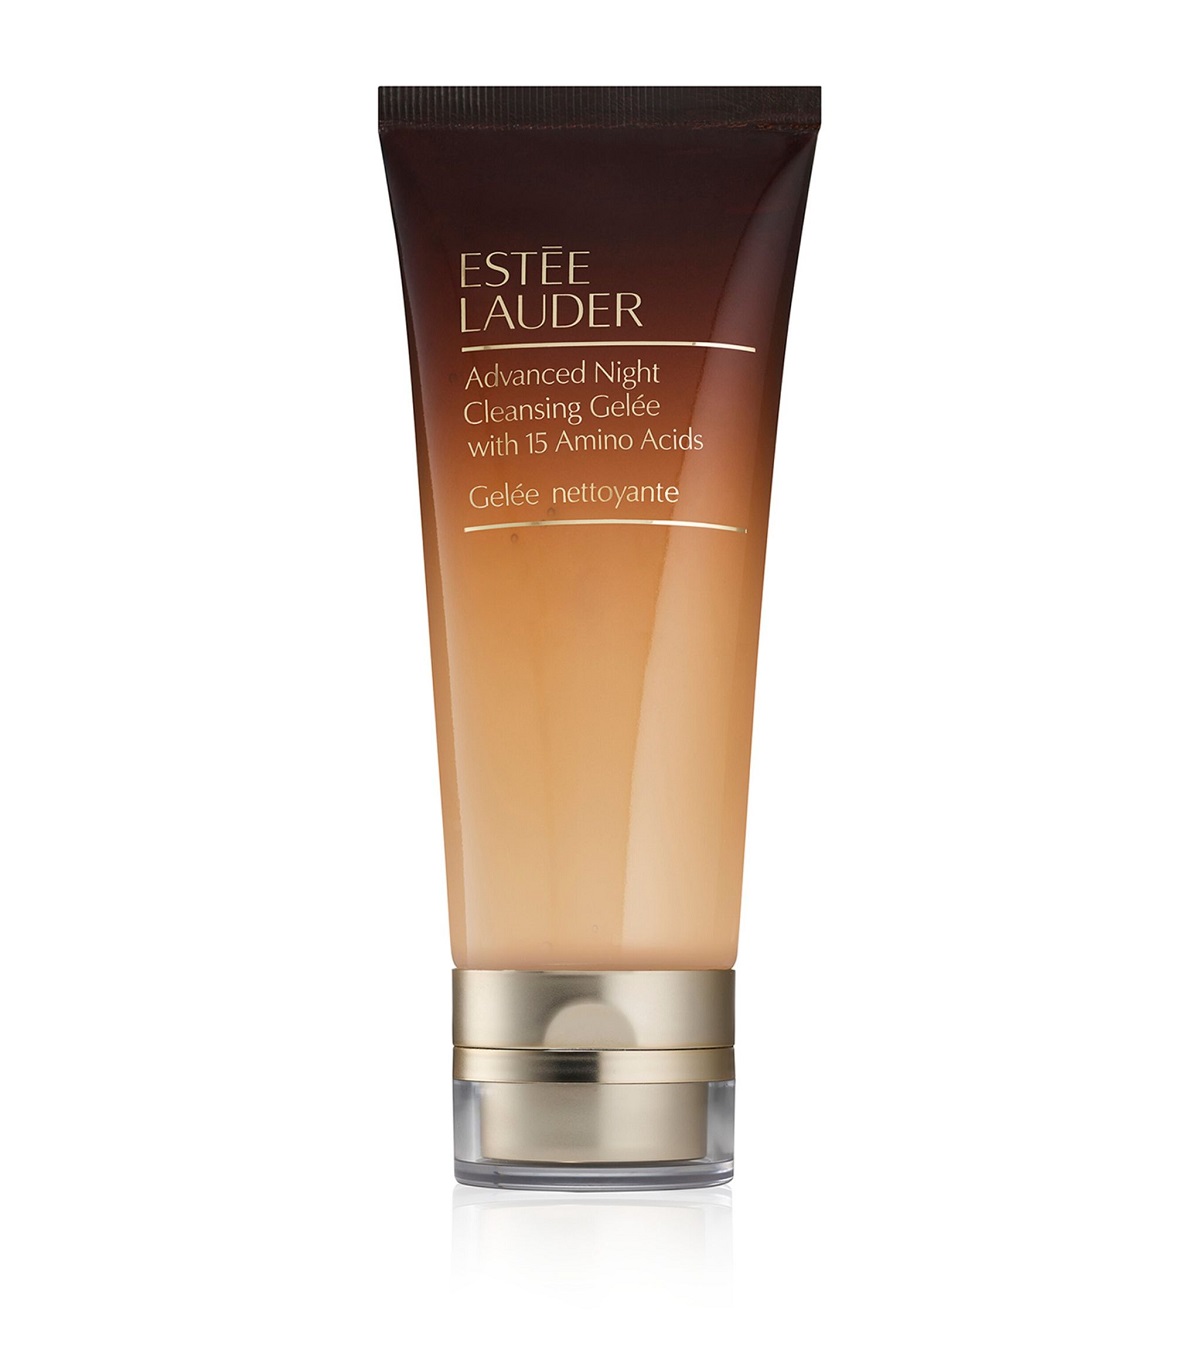 ESTĒE
LAUDER
Advanced Night
Cleansing Gelée
with 15 Amino Acids
Gelée nettoyante